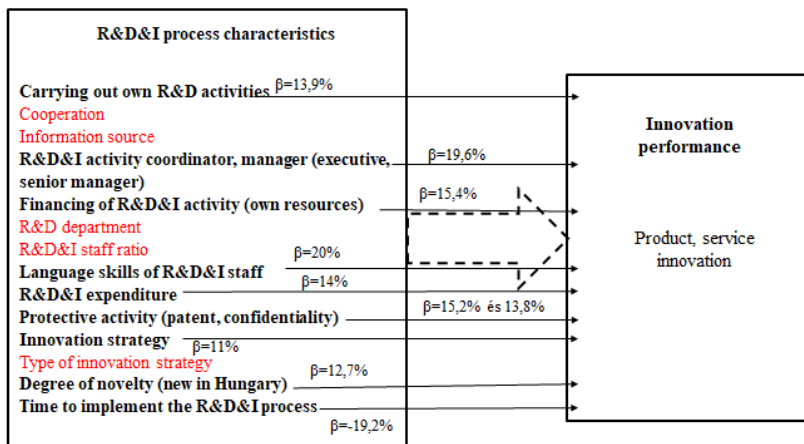 R&D&I process characteristics
Carrying out own R&D activities
β=13,9%
Cooperation
Information source
R&D&I activity coordinator, manager (executive,
senior manager)
β=19,6%
Financing of R&D&I activity (own resources)
β=15,4%
R&D department
R&D&I staff ratio
β=20%
Language skills of R&D&I staff
β=14%
R&D&I expenditure
β=15,2% és 13,8%
Protective activity (patent, confidentiality)
Innovation strategy
β=11%
Type of innovation strategy
β=12,7%
Degree of novelty (new in Hungary)
Time to implement the R&D&I process
β=-19,2%
Innovation
performance
Product, service
innovation